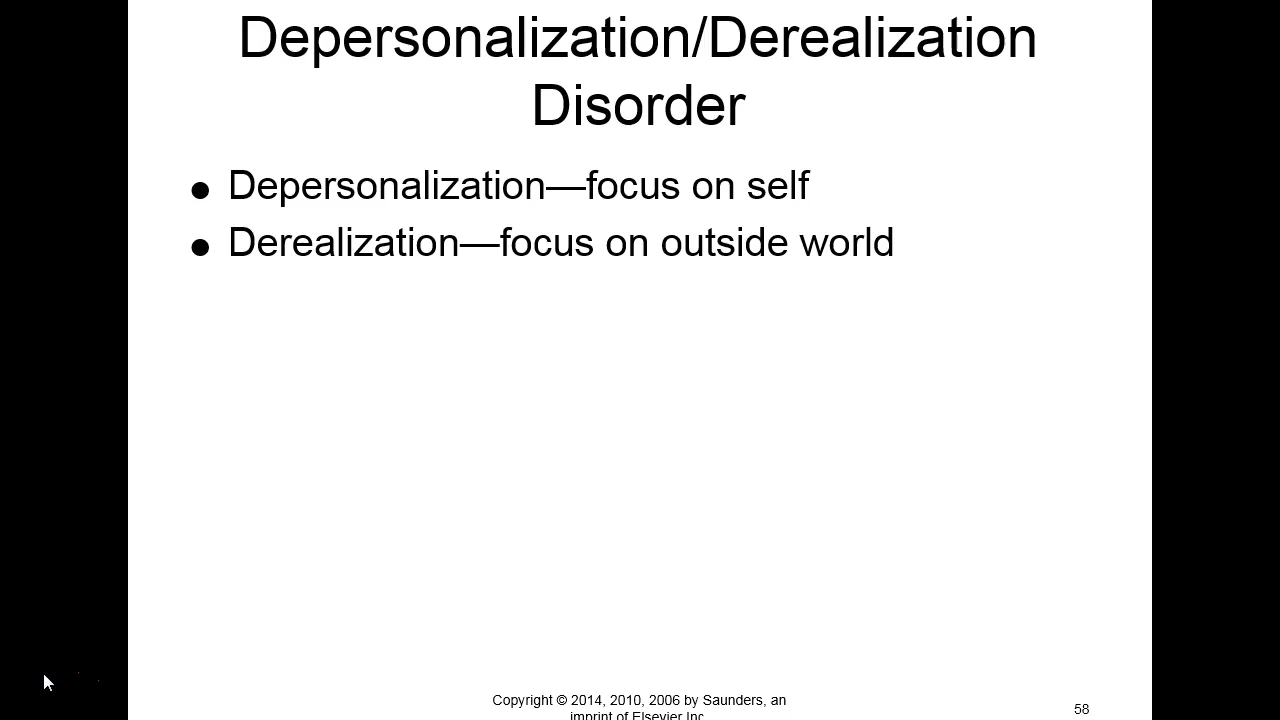 Depersonalization/Derealization
Disorder
● Depersonalization—focus on self
● Derealization—focus on outside world
Copyright © 2014, 2010, 2006 by Saunders, an
imprint of Elsevier Inc.
58